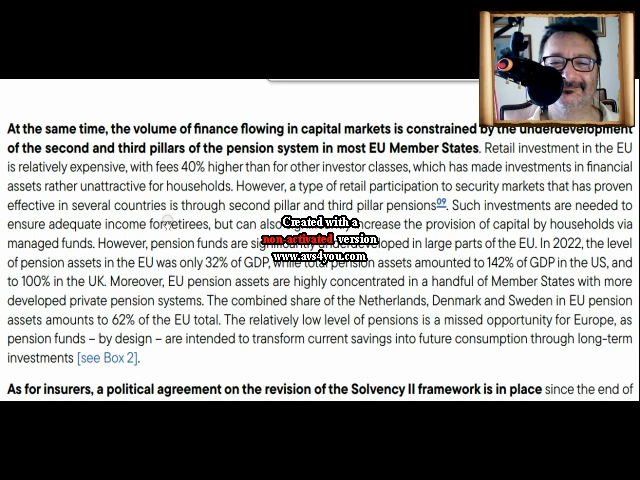 At the same time, the volume of finance flowing in capital markets is constrained by the underdevelopment
of the second and third pillars of the pension system in most EU Member States. Retail investment in the EU
is relatively expensive, with fees 40% higher than for other investor classes, which has made investments in financial
assets rather unattractive for households. However, a type of retail participation to security markets that has proven
effective in several countries is through second pillar and third pillar pensions09. Such investments are needed to
ensure adequate income for retirees, but can also increase the provision of capital by households via
managed funds. However, pension funds are in large parts of the EU. In 2022, the level
of pension assets in the EU was only 32% of GDP, while total pension assets amounted to 142% of GDP in the US, and
to 100% in the UK. Moreover, EU pension assets are highly concentrated in a handful of Member States with more
developed private pension systems. The combined share of the Netherlands, Denmark and Sweden in EU pension
assets amounts to 62% of the EU total. The relatively low level of pensions is a missed opportunity for Europe, as
pension funds – by design – are intended to transform current savings into future consumption through long-term
investments [see Box 2].
As for insurers, a political agreement on the revision of the Solvency II framework is in place since the end of
Created with a
non-activated version
www.avs4you.com